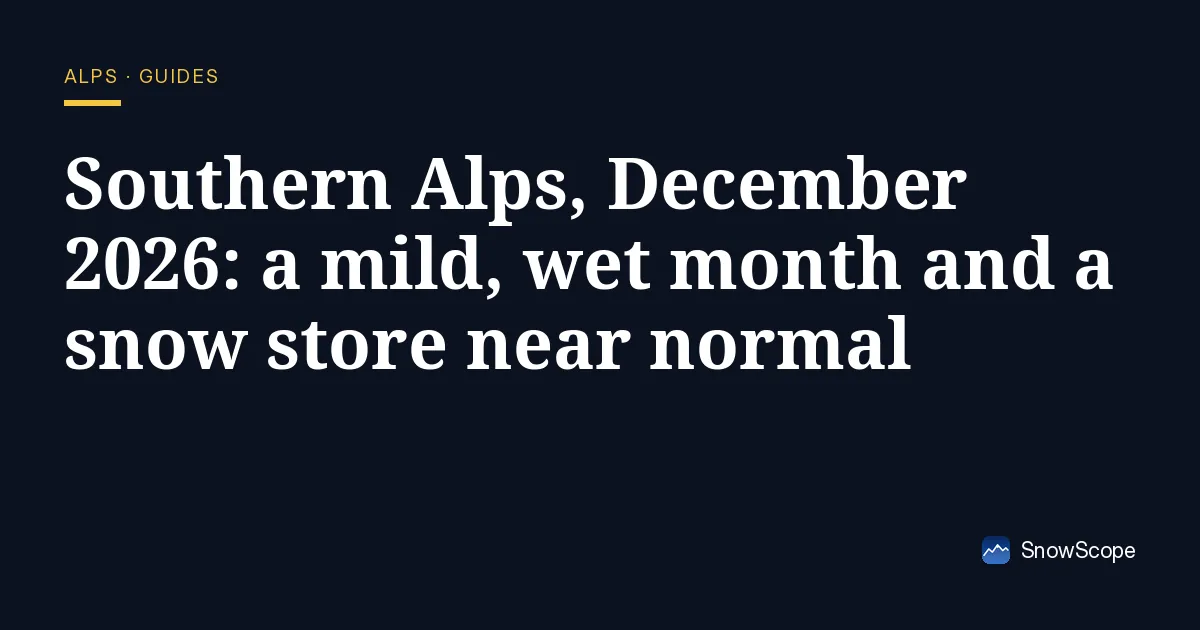 ALPS · GUIDES
Southern Alps, December
2026: a mild, wet month and a
snow store near normal
SnowScope